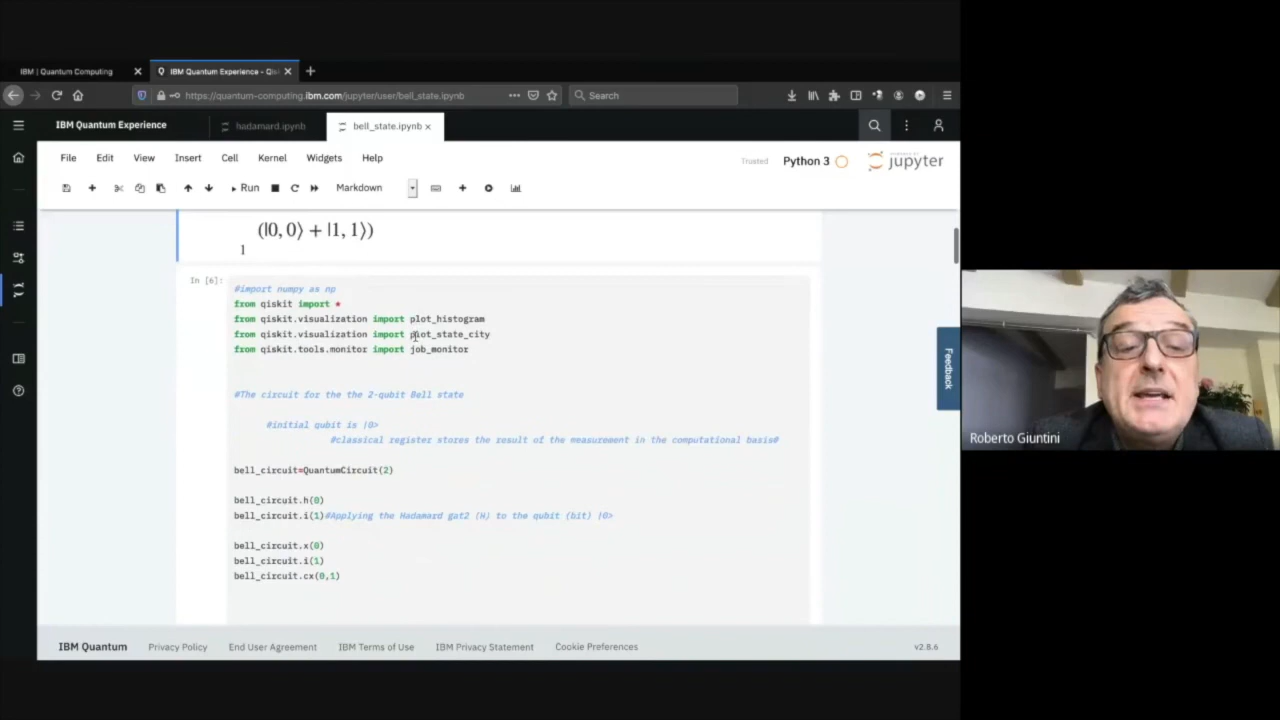 IBM | Quantum Computing
IBM Quantum Experience - Qis
https://quantum-computing.ibm.com/jupyter/user/bell_state.ipynb
Search
IBM Quantum Experience
hadamard.ipynb
bell_state.ipynb
File Edit View Insert Cell Kernel Widgets Help
Trusted
Python 3
jupyter
Run
Markdown
(|0, 0⟩ + |1, 1⟩)
1
In [6]:
#import numpy as np
from qiskit import *
from qiskit.visualization import plot_histogram
from qiskit.visualization import plot_state_city
from qiskit.tools.monitor import job_monitor
#The circuit for the the 2-qubit Bell state
#initial qubit is |0>
#classical register stores the result of the measurement in the computational basis#
bell_circuit=QuantumCircuit(2)
bell_circuit.h(0)
bell_circuit.i(1)#Applying the Hadamard gat2 (H) to the qubit (bit) |0>
bell_circuit.x(0)
bell_circuit.i(1)
bell_circuit.cx(0,1)
Feedback
Roberto Giuntini
IBM Quantum Privacy Policy End User Agreement IBM Terms of Use IBM Privacy Statement Cookie Preferences
v2.8.6